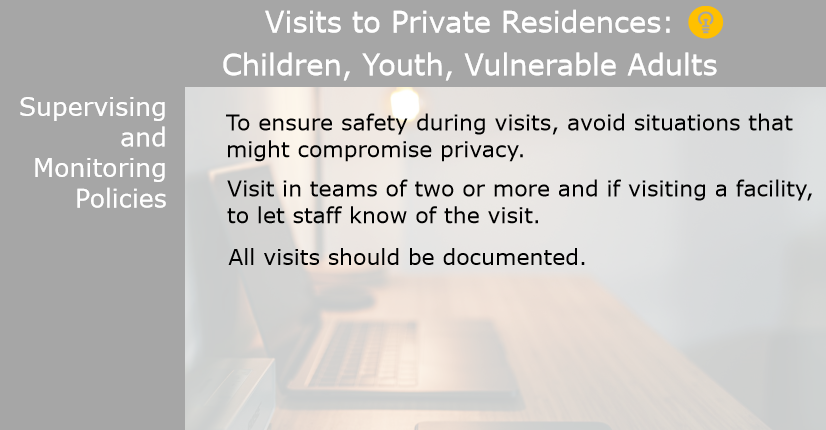 Visits to Private Residences:
Children, Youth, Vulnerable Adults
Supervising
and
Monitoring
Policies
To ensure safety during visits, avoid situations that
might compromise privacy.
Visit in teams of two or more and if visiting a facility,
to let staff know of the visit.
All visits should be documented.